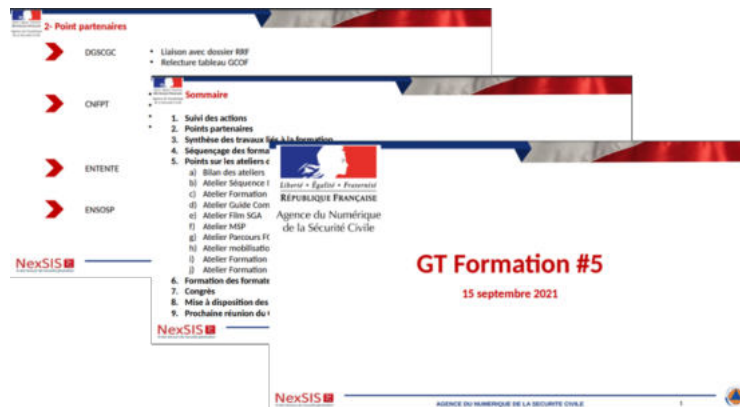 2- Point partenaires
DGSCGC
• Liaison avec dossier RRF
• Relecture tableau GCOF
CNFPT
ENTENTE
ENSOSP
NexSIS
Sommaire
1. Suivi des actions
2. Points partenaires
3. Synthèse des travaux liés à la formation
4. Séquençage des forma
5. Points sur les ateliers d
a) Bilan des ateliers
b) Atelier Séquence
c) Atelier Formation
d) Atelier Guide Com
e) Atelier Film SGA
f) Atelier MSP
g) Atelier Parcours FO
h) Atelier mobilisatio
i) Atelier Formation
j) Atelier Formation
6. Formation des formate
7. Congrès
8. Mise à disposition des
9. Prochaine réunion du
NexSIS
Liberté • Égalité • Fraternité
RÉPUBLIQUE FRANÇAISE
Agence du Numérique
de la Sécurité Civile
GT Formation #5
15 septembre 2021
NexSIS
AGENCE DU NUMÉRIQUE DE LA SECURITE CIVILE
1